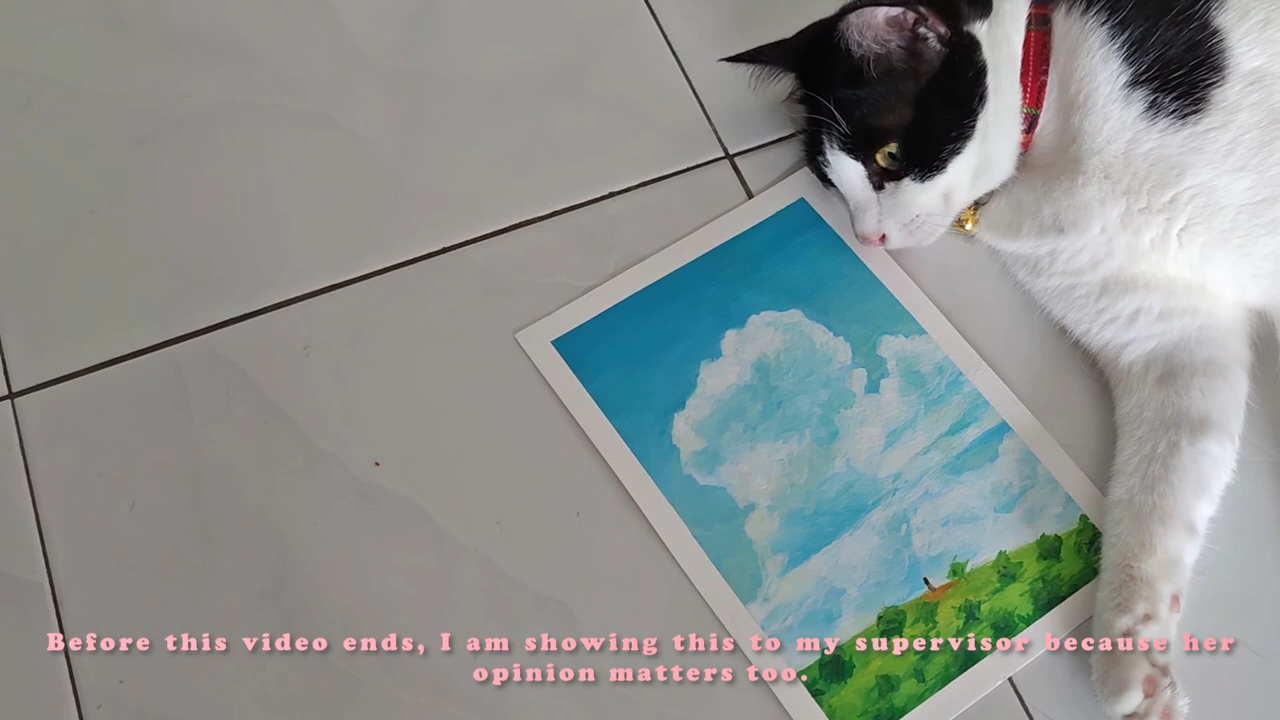 Before this video ends, I am showing this to my supervisor because her
opinion matters too.